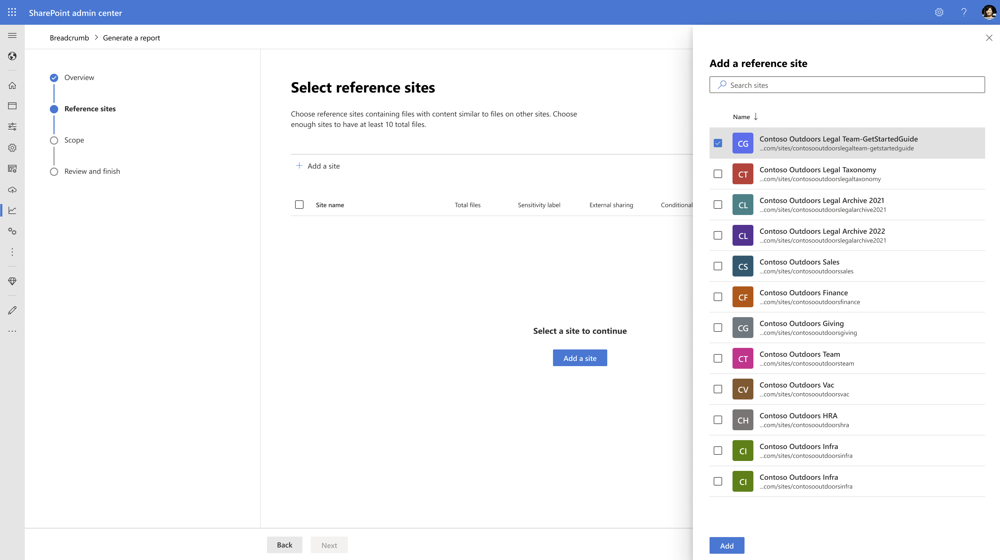 SharePoint admin center
Breadcrumb > Generate a report
Overview
Reference sites
Scope
Review and finish
Select reference sites
Choose reference sites containing files with content similar to files on other sites. Choose
enough sites to have at least 10 total files.
Add a site
Site name Total files Sensitivity label External sharing Conditional
Select a site to continue
Add a site
Back Next
Add a reference site
Search sites
Name
CG Contoso Outdoors Legal Team-GetStartedGuide
...com/sites/contosooutdoorslegalteam-getstartedguide
CT Contoso Outdoors Legal Taxonomy
...com/sites/contosooutdoorslegaltaxonomy
CL Contoso Outdoors Legal Archive 2021
...com/sites/contosooutdoorslegalarchive2021
CL Contoso Outdoors Legal Archive 2022
...com/sites/contosooutdoorslegalarchive2021
CS Contoso Outdoors Sales
...com/sites/contosooutdoorssales
CF Contoso Outdoors Finance
...com/sites/contosooutdoorsfinance
CG Contoso Outdoors Giving
...com/sites/contosooutdoorsgiving
CT Contoso Outdoors Team
...com/sites/contosooutdoorsteam
CV Contoso Outdoors Vac
...com/sites/contosooutdoorsvac
CH Contoso Outdoors HRA
...com/sites/contosooutdoorshra
CI Contoso Outdoors Infra
...com/sites/contosooutdoorsinfra
CI Contoso Outdoors Infra
...com/sites/contosooutdoorsinfra
Add